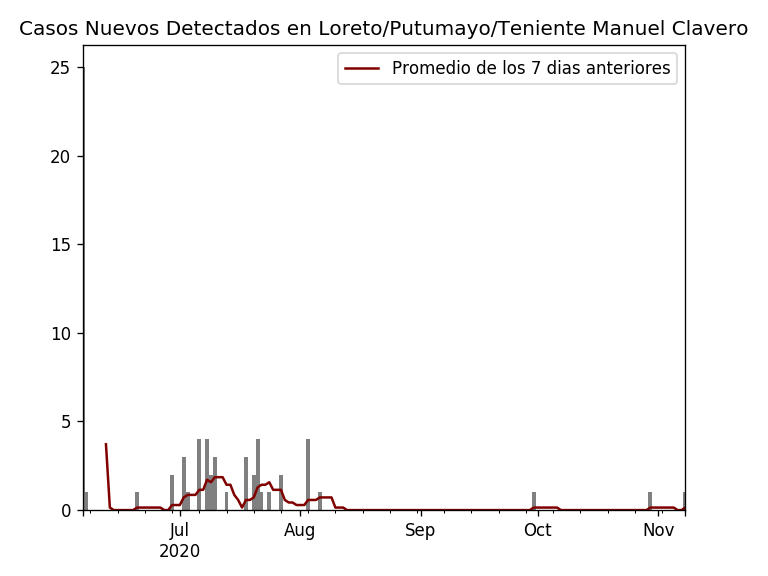 Casos Nuevos Detectados en Loreto/Putumayo/Teniente Manuel Clavero
Promedio de los 7 dias anteriores
25
20
15
10
5
0
Jul
2020
Aug
Sep
Oct
Nov